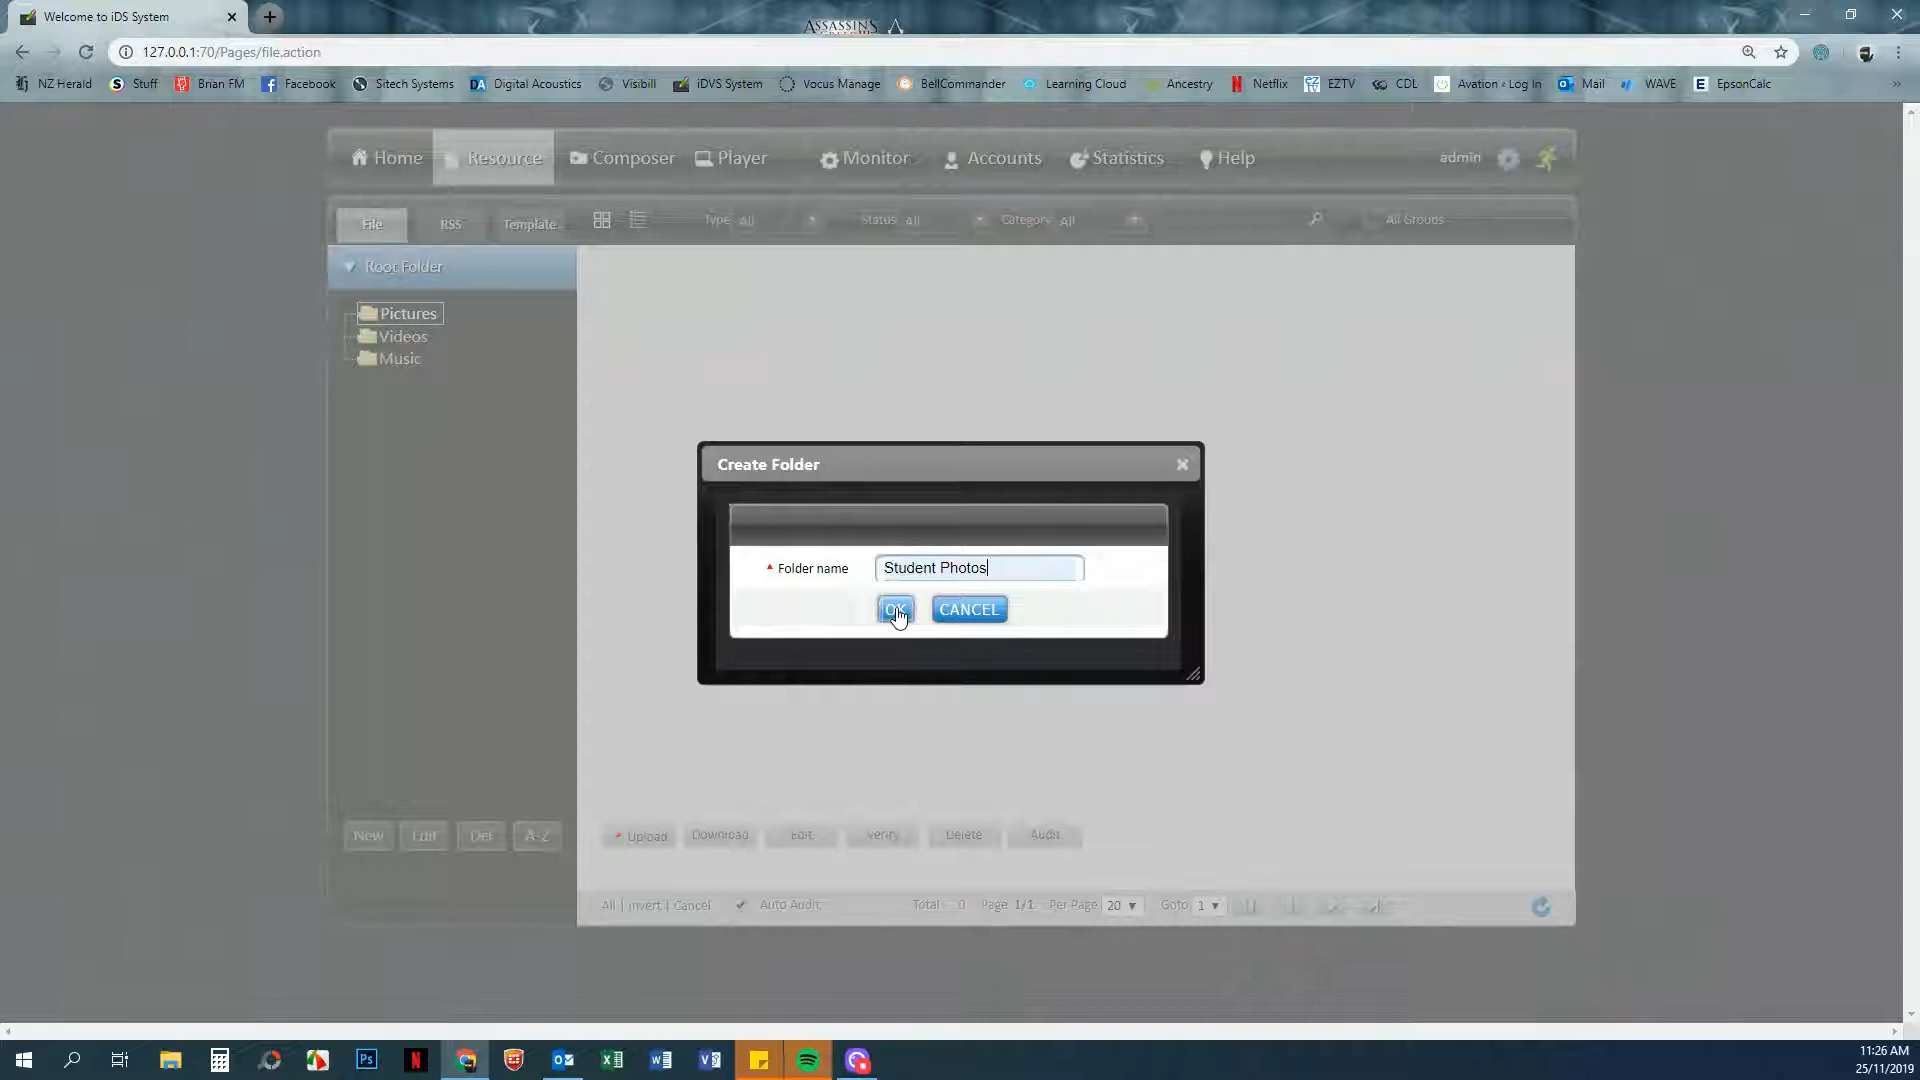 Welcome to iDS System
ASSASSINS
127.0.0.1:70/Pages/file.action
NZ Herald Stuff Brian FM Facebook Sitech Systems Digital Acoustics Visibill iDVS System Vocus Manage BellCommander Learning Cloud Ancestry Netflix EZTV CDL Avation - Log In Mail WAVE EpsonCalc
Home Resource Composer Player Monitor Accounts Statistics Help admin
File RSS Template Type All Status All Category All All Groups
Root Folder
Pictures
Videos
Music
Create Folder
Folder name Student Photos
OK CANCEL
New Edit Del A-Z Upload Download Edit Verify Delete Audit
All | Invert | Cancel Auto Audit Total 0 Page 1/1 Per Page 20 Goto 1
11:26 AM
25/11/2019